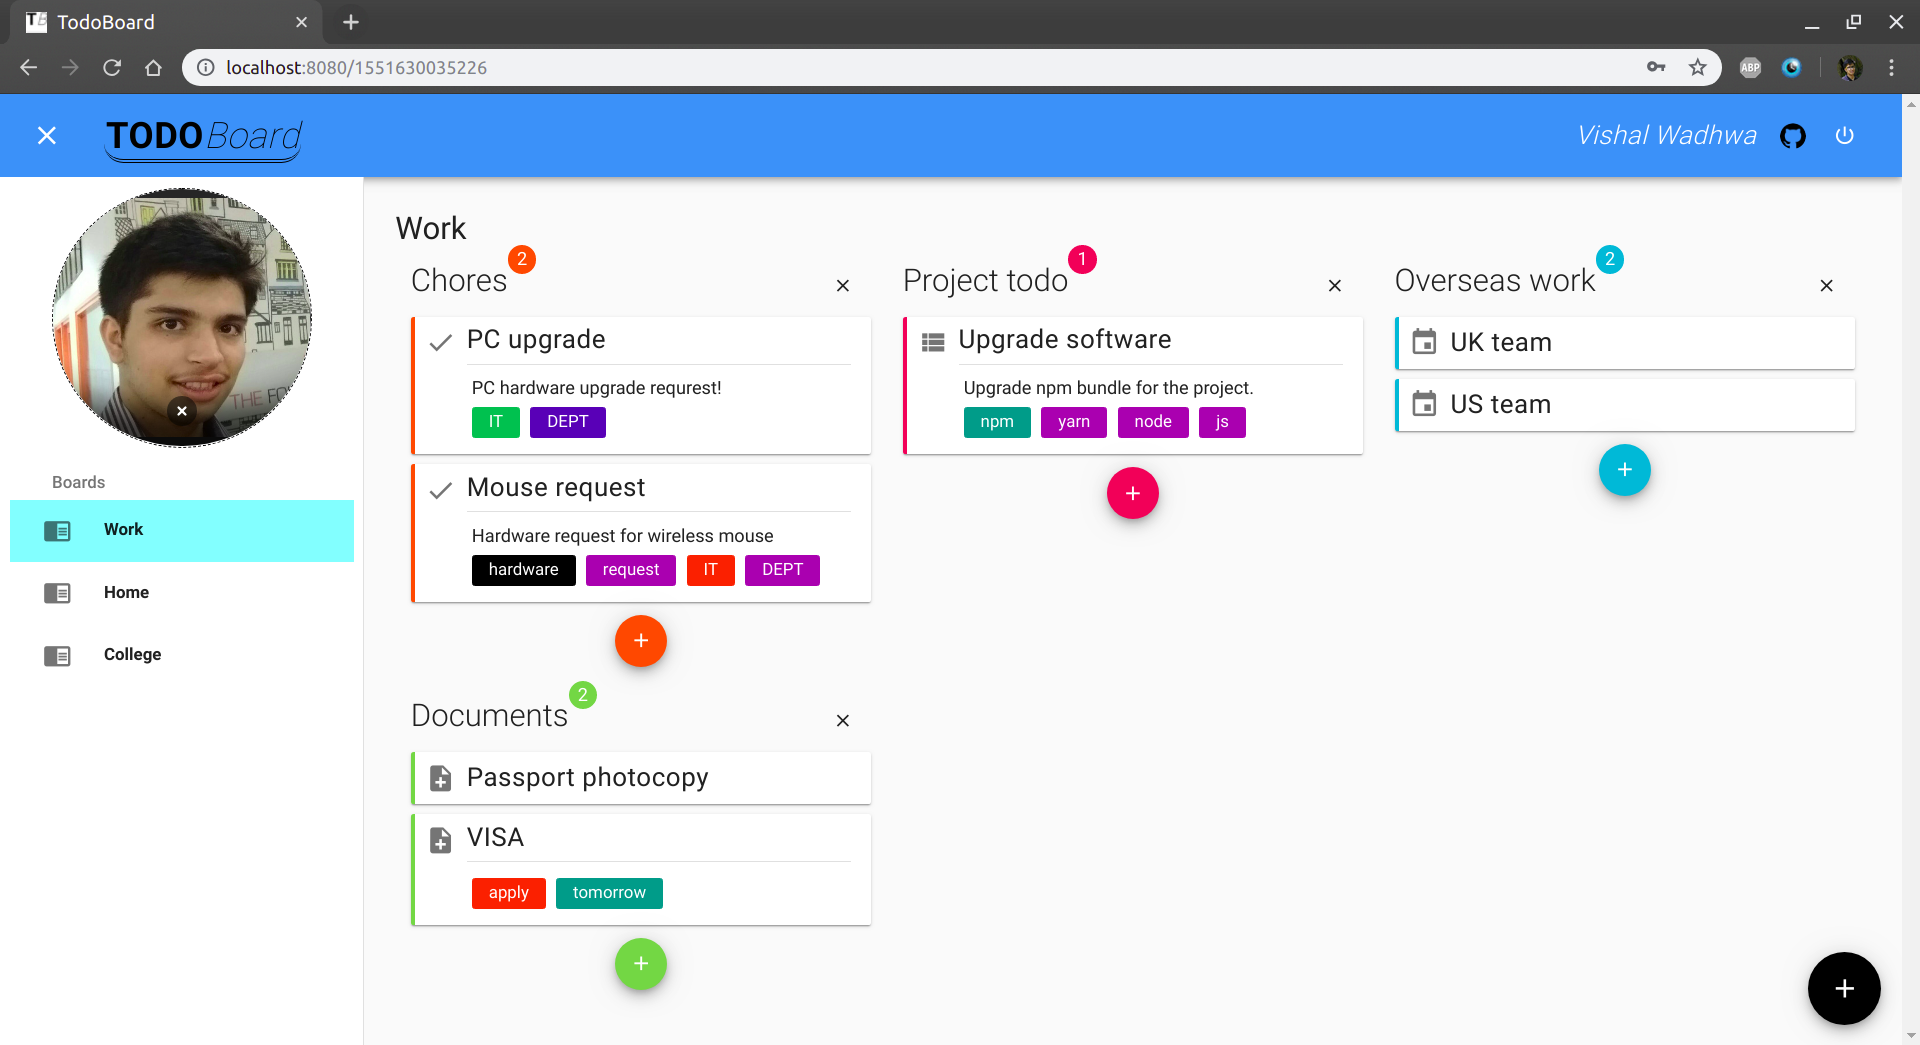 TodoBoard
localhost:8080/1551630035226
ABP
TODO Board
Vishal Wadhwa
THE
Boards
Work
Home
College
Work
Chores 2
PC upgrade
PC hardware upgrade requrest!
IT DEPT
Mouse request
Hardware request for wireless mouse
hardware request IT DEPT
Project todo 1
Upgrade software
Upgrade npm bundle for the project.
npm yarn node js
Overseas work 2
UK team
US team
Documents 2
Passport photocopy
VISA
apply tomorrow